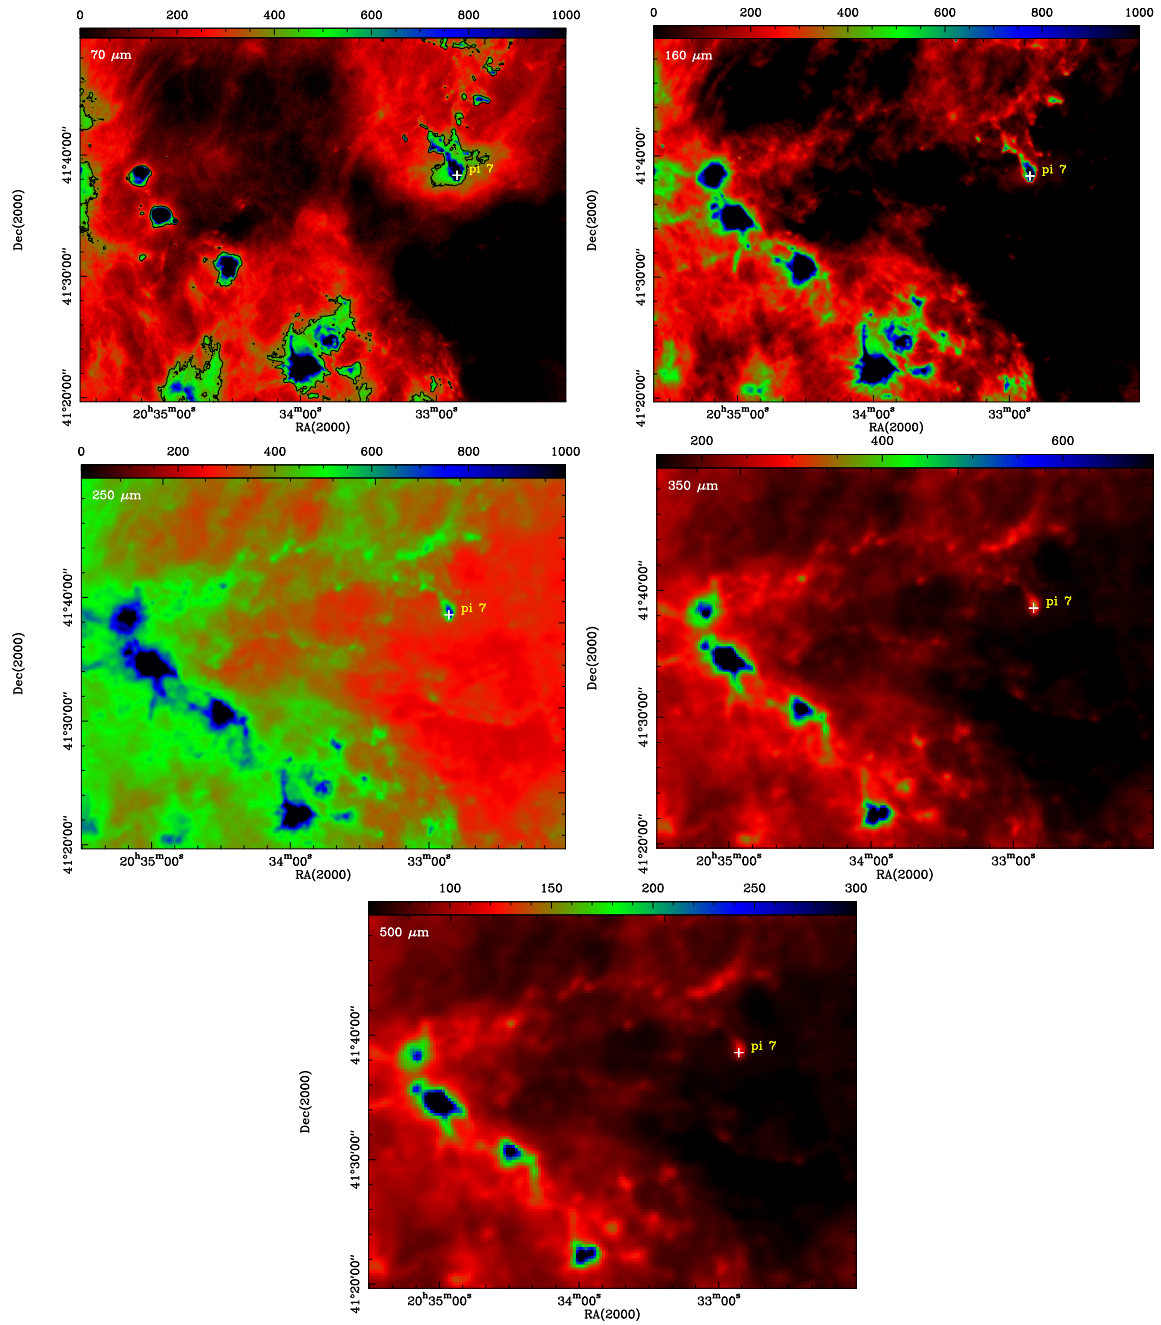 0 200 400 600 800 1000
70 μm
pi 7
41°40'00"
41°30'00"
41°20'00"
Dec(2000)
20ʰ35ᵐ00ˢ 34ᵐ00ˢ 33ᵐ00ˢ
RA(2000)
0 200 400 600 800 1000
160 μm
pi 7
41°40'00"
41°30'00"
41°20'00"
Dec(2000)
20ʰ35ᵐ00ˢ 34ᵐ00ˢ 33ᵐ00ˢ
RA(2000)
0 200 400 600 800 1000
250 μm
pi 7
41°40'00"
41°30'00"
41°20'00"
Dec(2000)
20ʰ35ᵐ00ˢ 34ᵐ00ˢ 33ᵐ00ˢ
RA(2000)
200 400 600
350 μm
pi 7
41°40'00"
41°30'00"
41°20'00"
Dec(2000)
20ʰ35ᵐ00ˢ 34ᵐ00ˢ 33ᵐ00ˢ
RA(2000)
100 150 200 250 300
500 μm
pi 7
41°40'00"
41°30'00"
41°20'00"
Dec(2000)
20ʰ35ᵐ00ˢ 34ᵐ00ˢ 33ᵐ00ˢ
RA(2000)